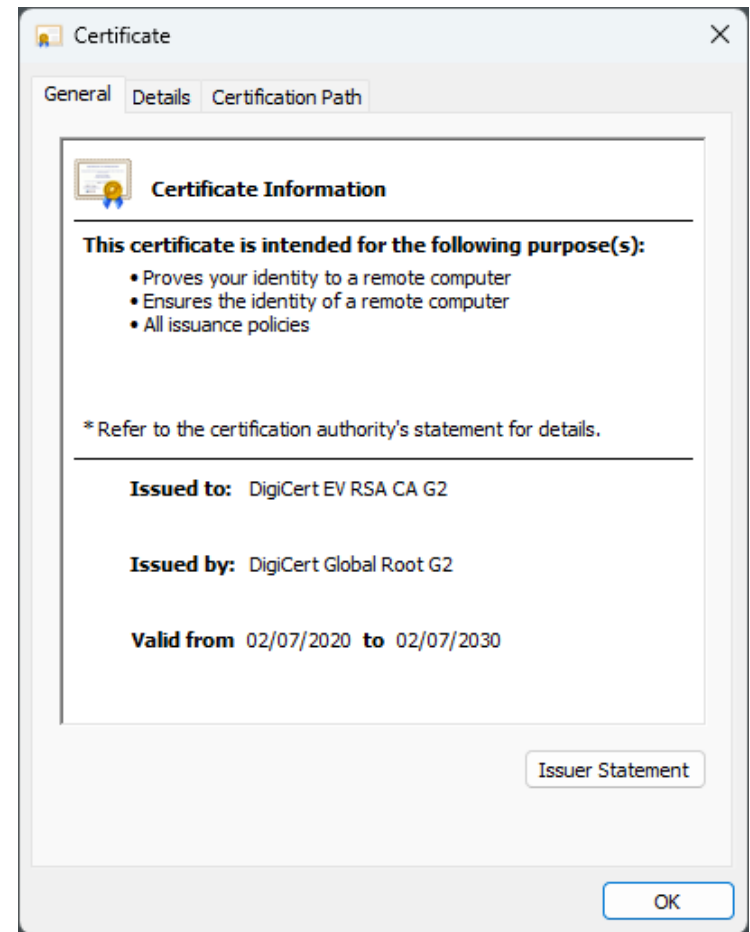 Certificate
General Details Certification Path
Certificate Information
This certificate is intended for the following purpose(s):
• Proves your identity to a remote computer
• Ensures the identity of a remote computer
• All issuance policies
* Refer to the certification authority's statement for details.
Issued to: DigiCert EV RSA CA G2
Issued by: DigiCert Global Root G2
Valid from 02/07/2020 to 02/07/2030
Issuer Statement
OK